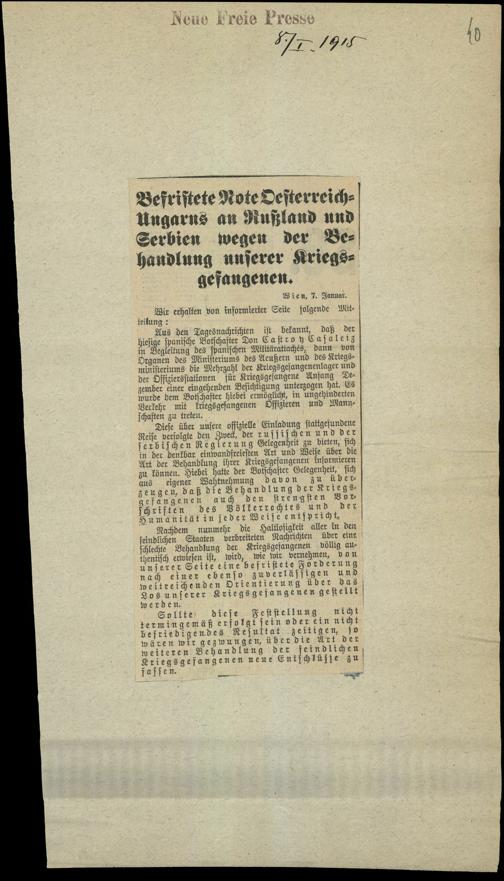 Neue Freie Presse
8./I. 1915
40
Befristete Note Oesterreich-
Ungarns an Rußland und
Serbien wegen der Be-
handlung unserer Kriegs-
gefangenen.
Wien, 7. Januar.
Wir erhalten von informierter Seite folgende Mit-
teilung:
Aus den Tagesnachrichten ist bekannt, daß der
hiesige spanische Botschafter Don Castro y Casaleiz
in Begleitung des spanischen Militärattachés, dann von
Organen des Ministeriums des Aeußern und des Kriegs-
ministeriums die Mehrzahl der Kriegsgefangenenlager und
der Offiziersstationen für Kriegsgefangene Anfang De-
zember einer eingehenden Besichtigung unterzogen hat. Es
wurde dem Botschafter hiebei ermöglicht, in ungehinderten
Verkehr mit kriegsgefangenen Offizieren und Mann-
schaften zu treten.
Diese über unsere offizielle Einladung stattgefundene
Reise verfolgte den Zweck, der russischen und der
serbischen Regierung Gelegenheit zu bieten, sich
in der denkbar einwandfreiesten Art und Weise über die
Art der Behandlung ihrer Kriegsgefangenen informieren
zu können. Hiebei hatte der Botschafter Gelegenheit, sich
aus eigener Wahrnehmung davon zu über-
zeugen, daß die Behandlung der Kriegs-
gefangenen auch den strengsten Vor-
schriften des Völkerrechtes und der
Humanität in jeder Weise entspricht.
Nachdem nunmehr die Haltlosigkeit aller in den
feindlichen Staaten verbreiteten Nachrichten über eine
schlechte Behandlung der Kriegsgefangenen völlig au-
thentisch erwiesen ist, wird, wie wir vernehmen, von
unserer Seite eine befristete Forderung
nach einer ebenso zuverlässigen und
weitreichenden Orientierung über das
Los unserer Kriegsgefangenen gestellt
werden.
Sollte diese Feststellung nicht
termingemäß erfolgt sein oder ein nicht
befriedigendes Resultat zeitigen, so
wären wir gezwungen, über die Art der
weiteren Behandlung der feindlichen
Kriegsgefangenen neue Entschlüsse zu
fassen.